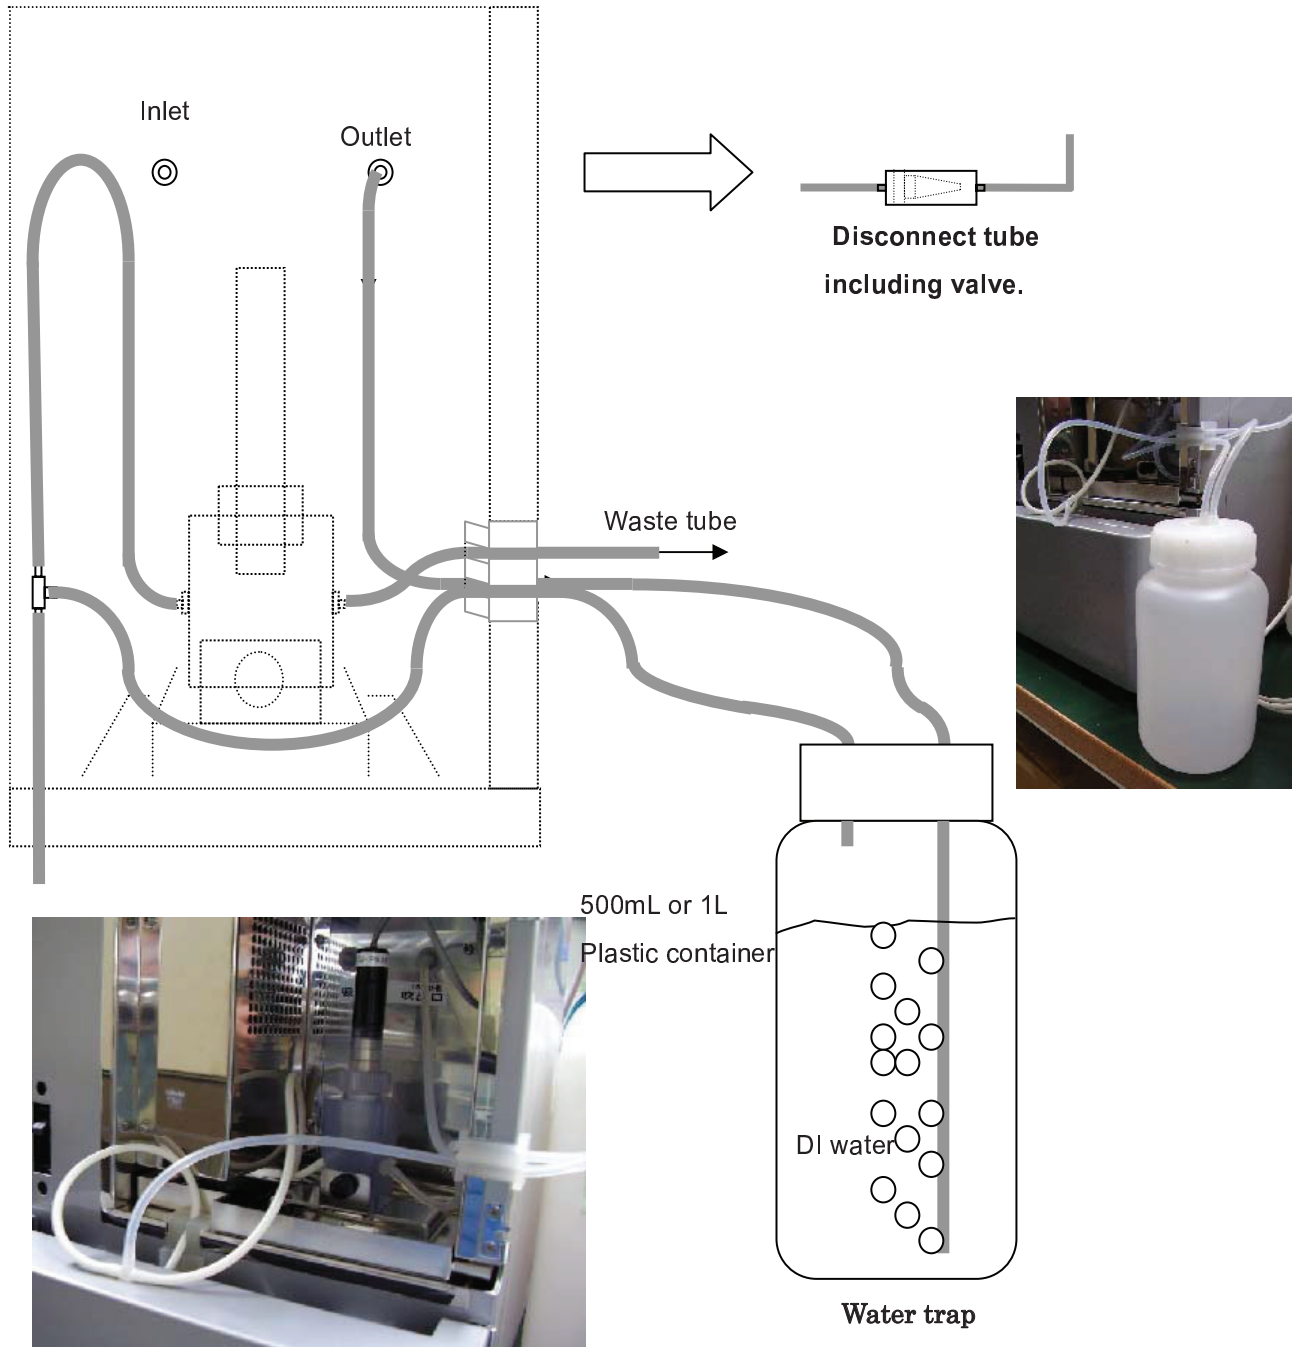 Inlet
Outlet
Disconnect tube
including valve.
Waste tube
500mL or 1L
Plastic container
DI water
Water trap